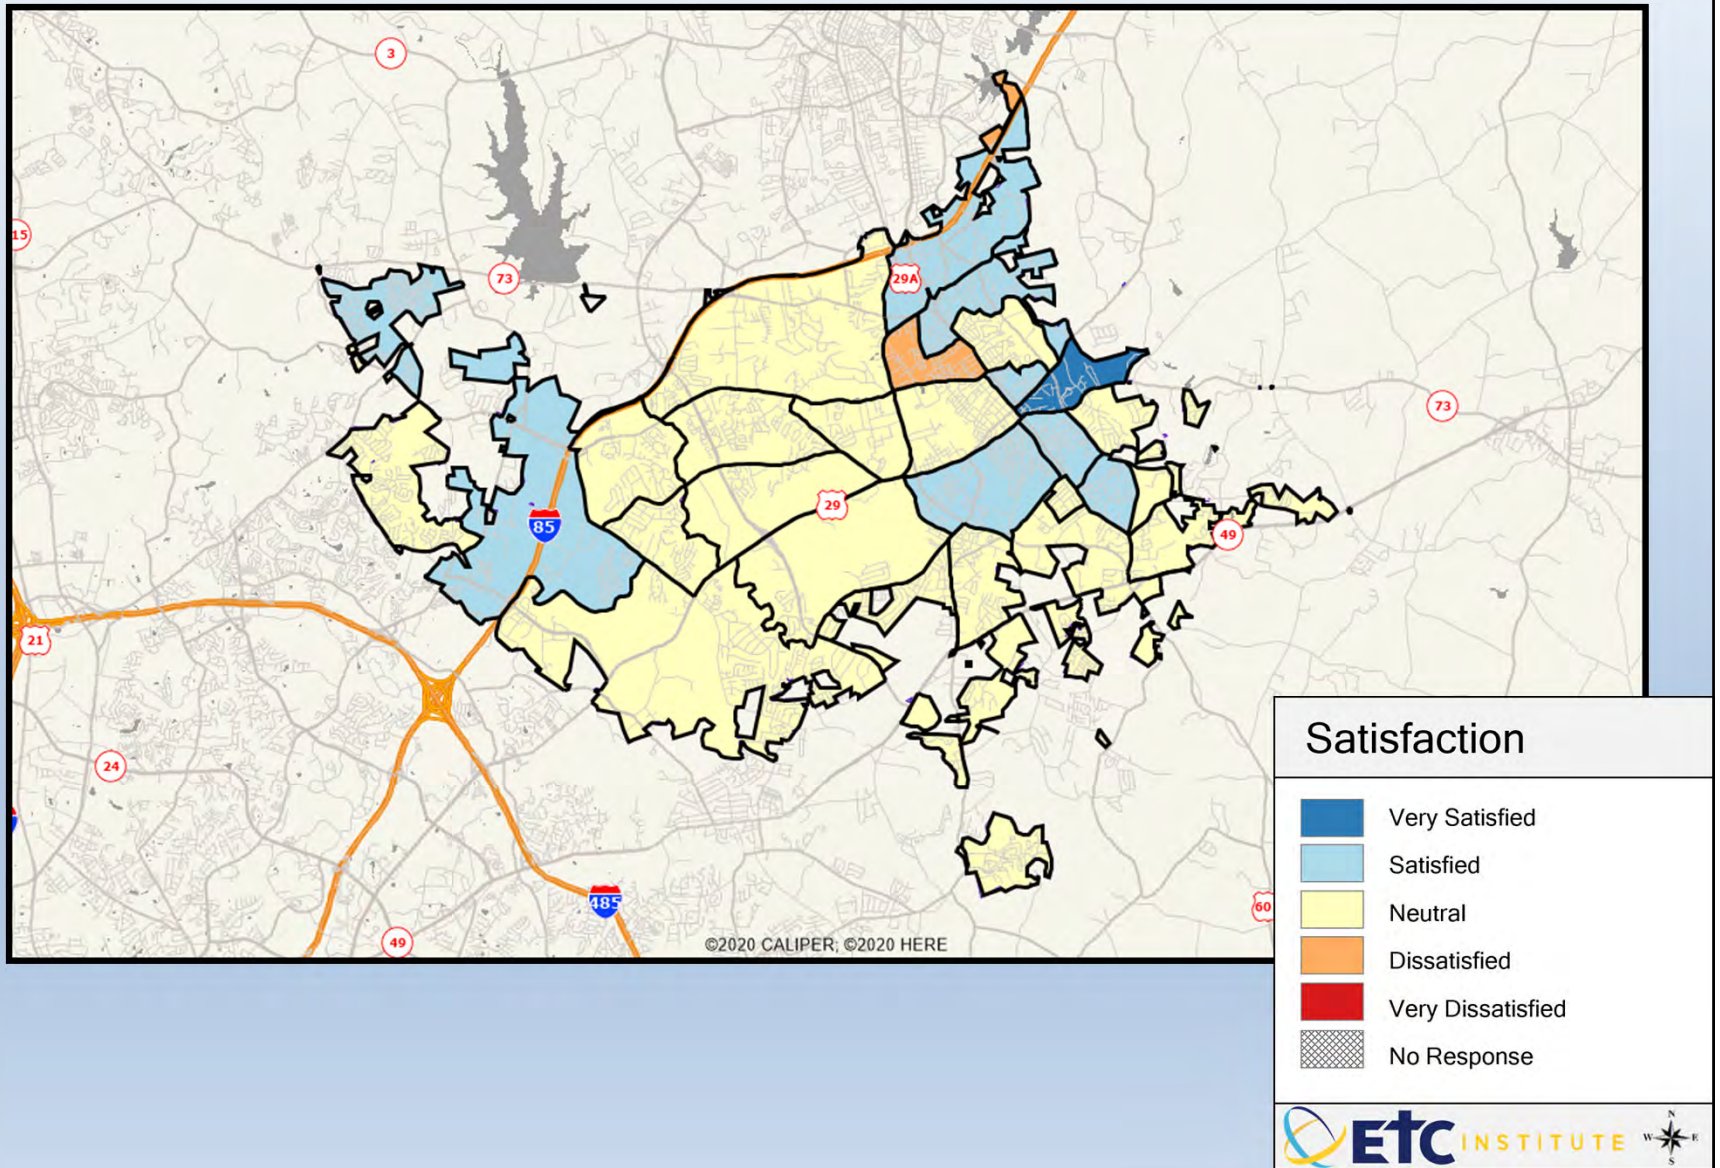 3
15
73
29A
73
29
85
49
21
24
485
60
49
©2020 CALIPER; ©2020 HERE
Satisfaction
Very Satisfied
Satisfied
Neutral
Dissatisfied
Very Dissatisfied
No Response
ETC INSTITUTE
N
W E
S